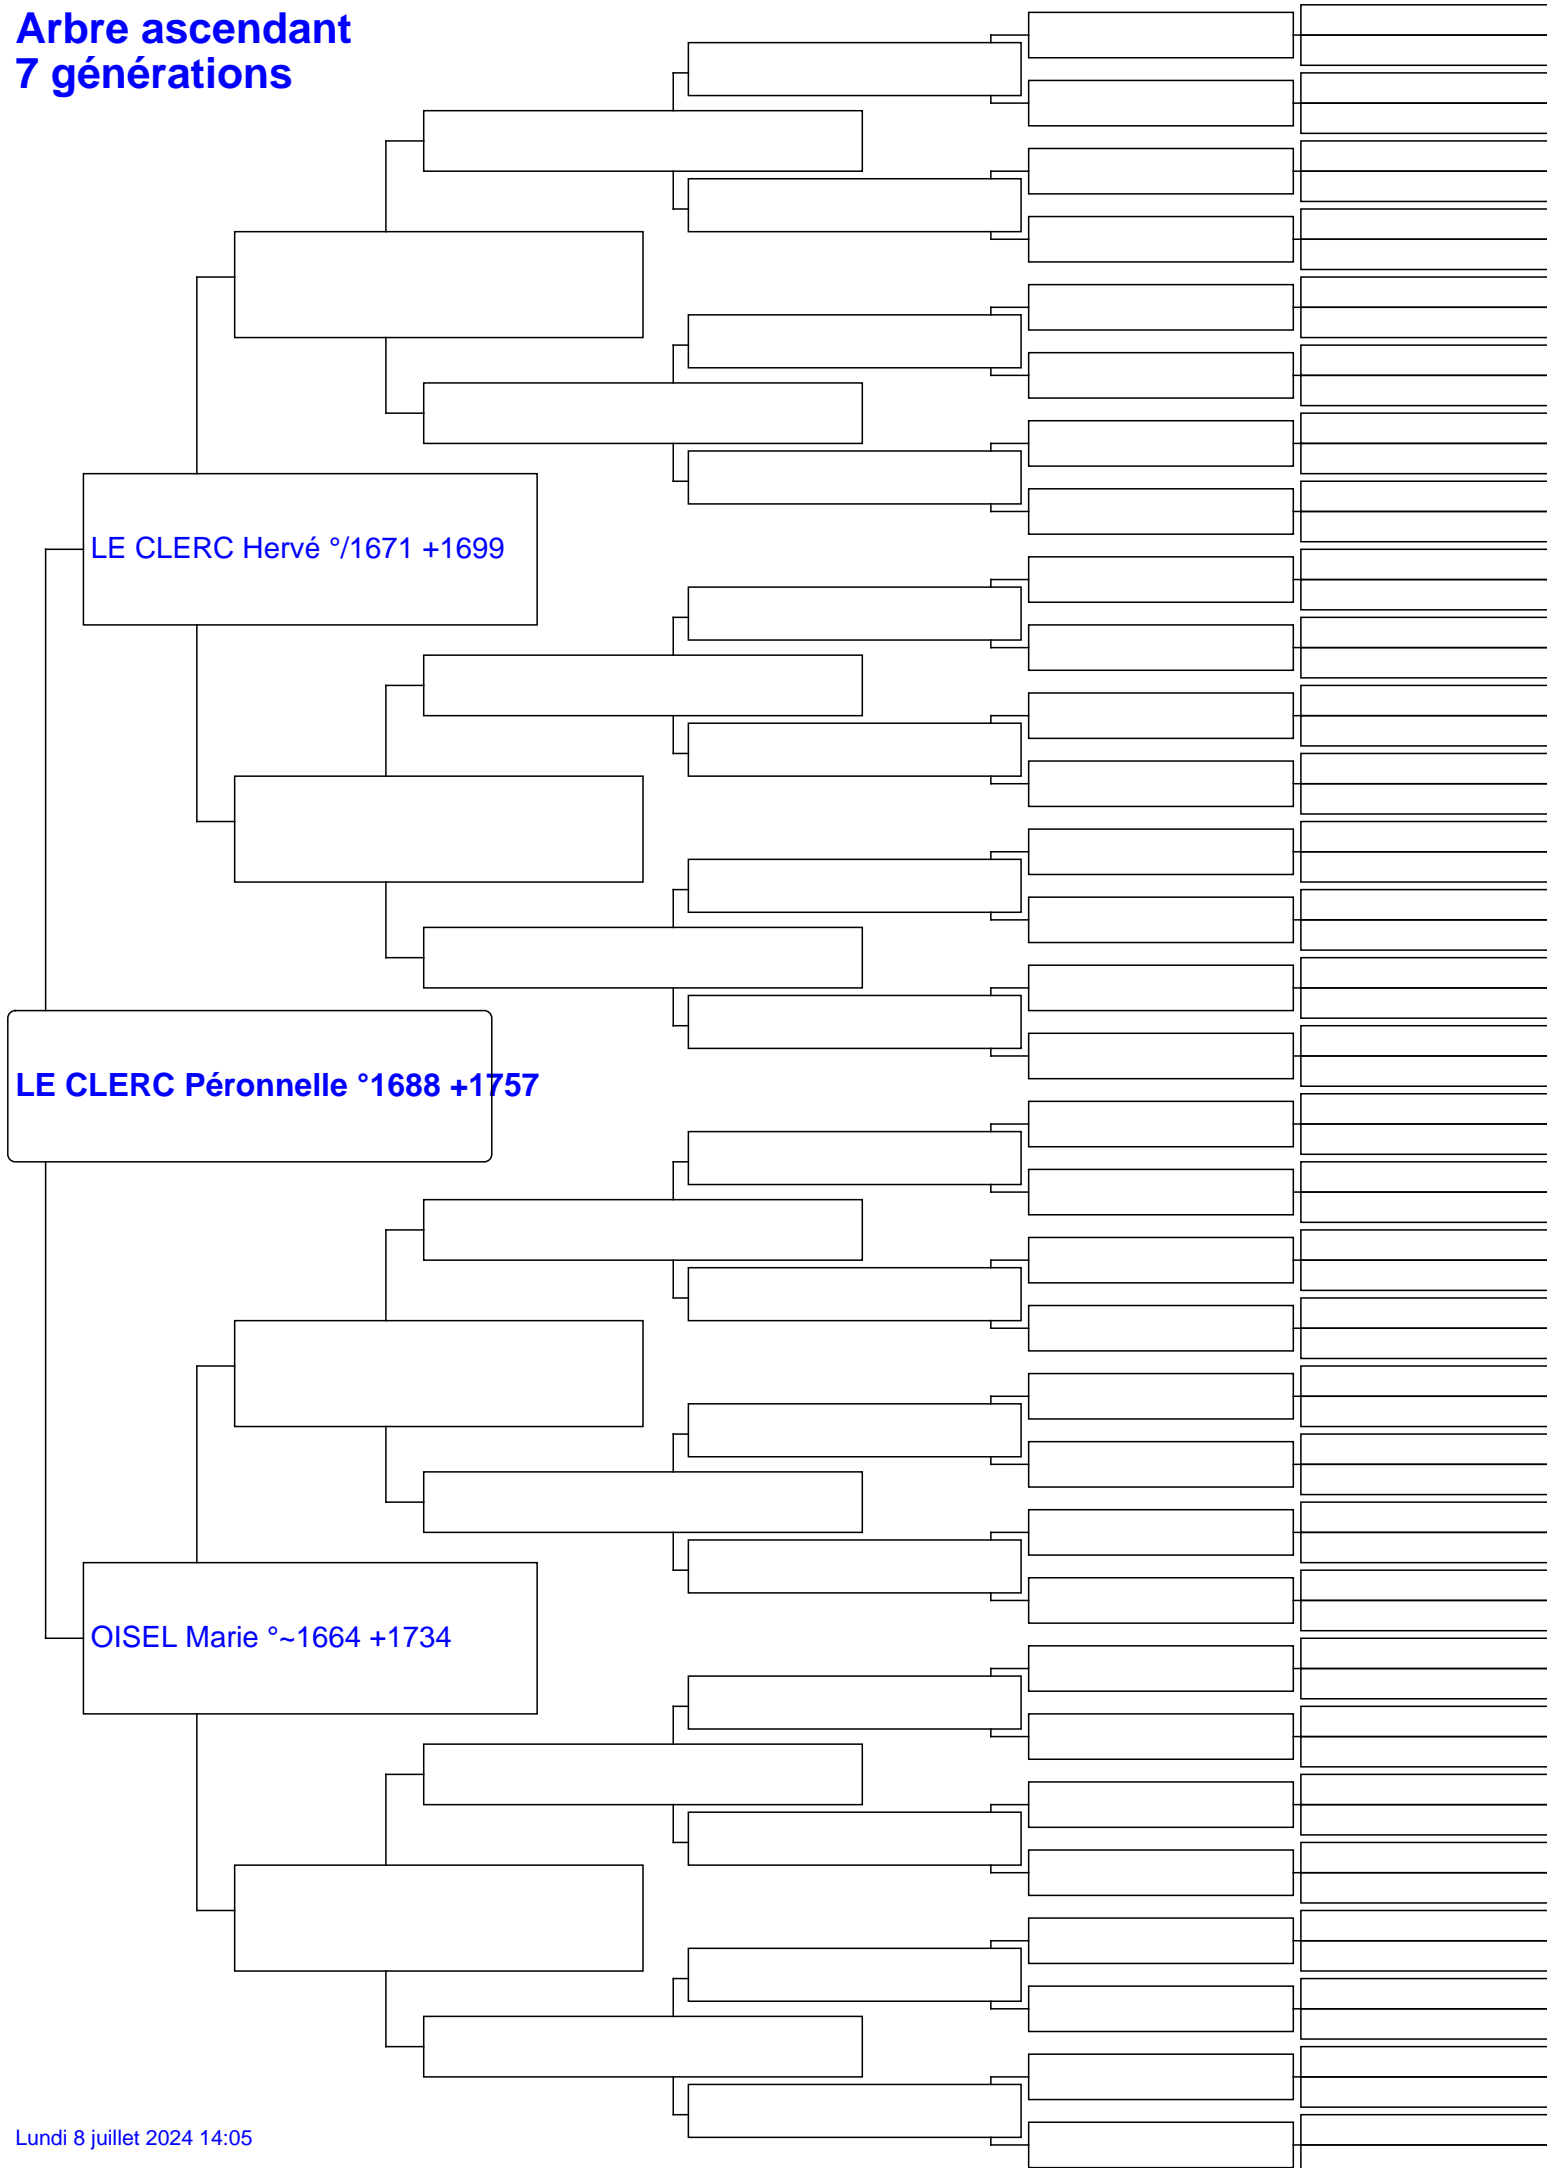 Arbre ascendant
7 générations
LE CLERC Hervé °/1671 +1699
LE CLERC Péronnelle °1688 +1757
OISEL Marie °~1664 +1734
Lundi 8 juillet 2024 14:05